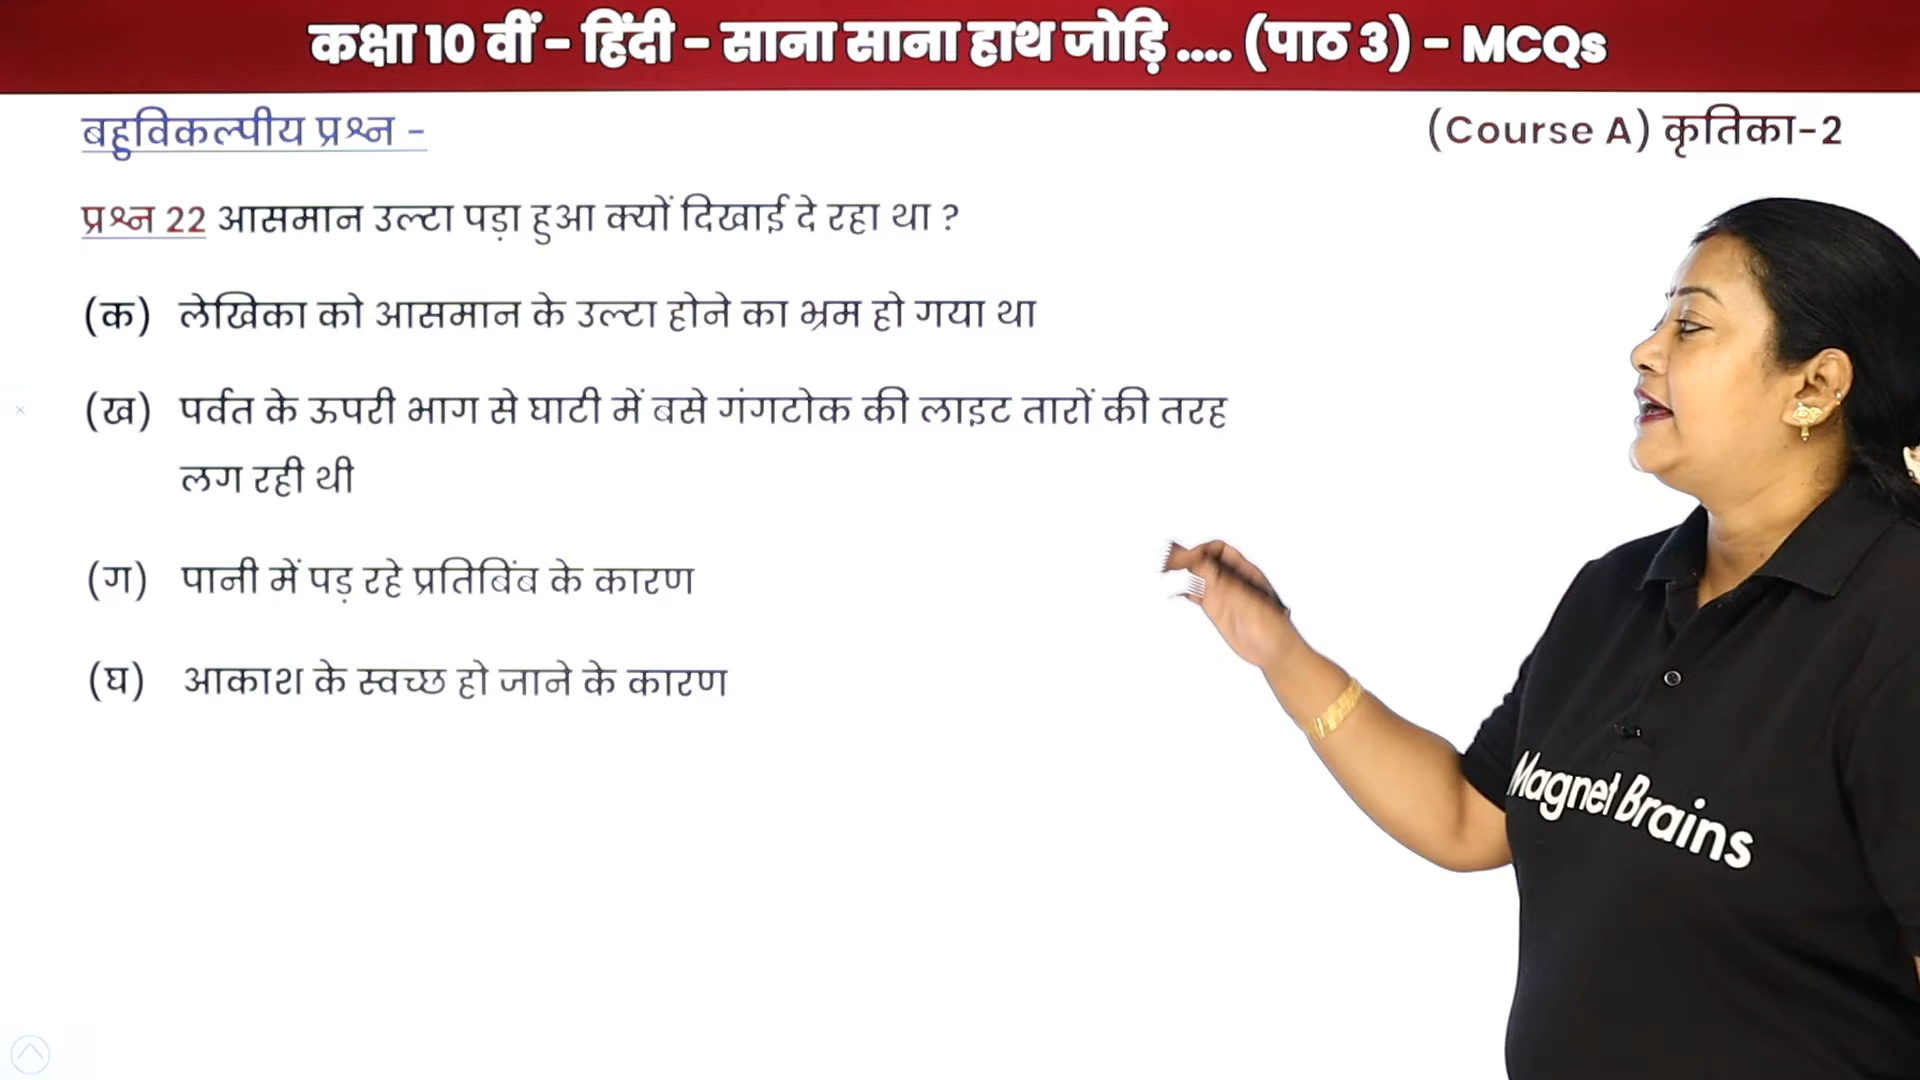 कक्षा 10 वीं - हिंदी - साना साना हाथ जोड़ि .... (पाठ 3) - MCQs
बहुविकल्पीय प्रश्न -
(Course A) कृतिका-2
प्रश्न 22 आसमान उल्टा पड़ा हुआ क्यों दिखाई दे रहा था ?
(क) लेखिका को आसमान के उल्टा होने का भ्रम हो गया था
(ख) पर्वत के ऊपरी भाग से घाटी में बसे गंगटोक की लाइट तारों की तरह
लग रही थी
(ग) पानी में पड़ रहे प्रतिबिंब के कारण
(घ) आकाश के स्वच्छ हो जाने के कारण
Magnet Brains